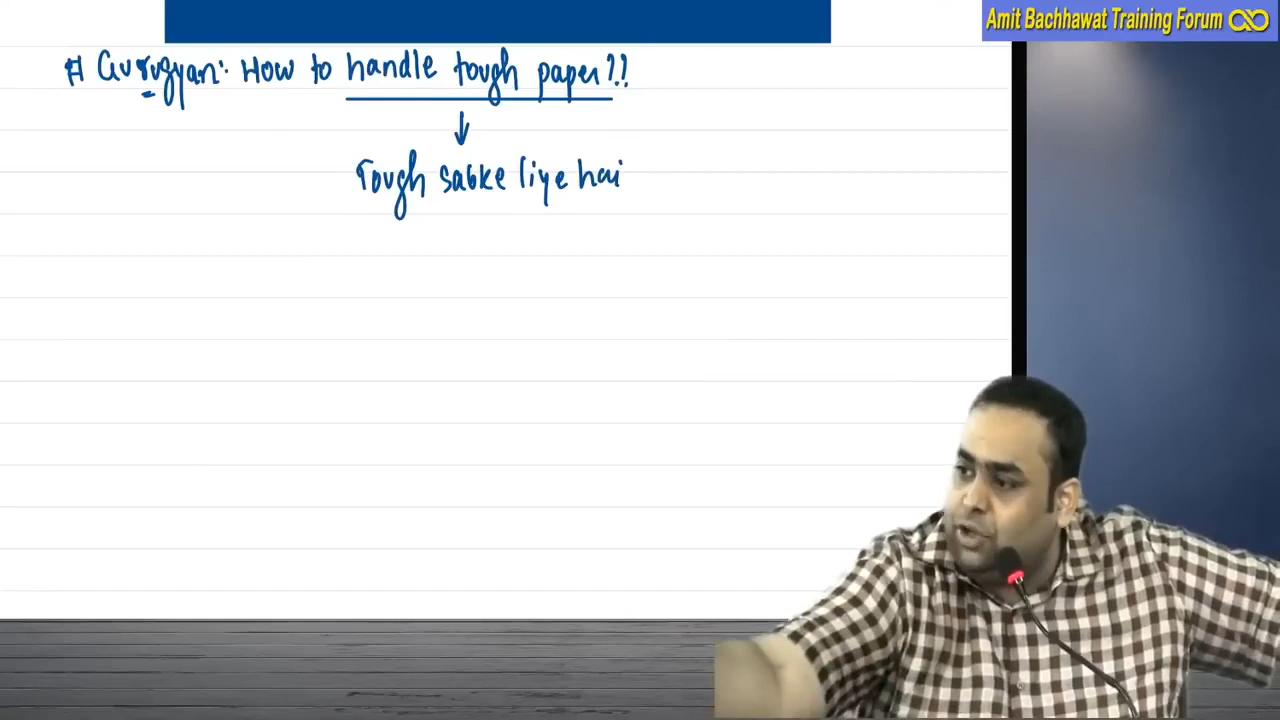 Amit Bachhawat Training Forum
# Gurugyan: How to handle tough paper??
↓
Tough sabke liye hai